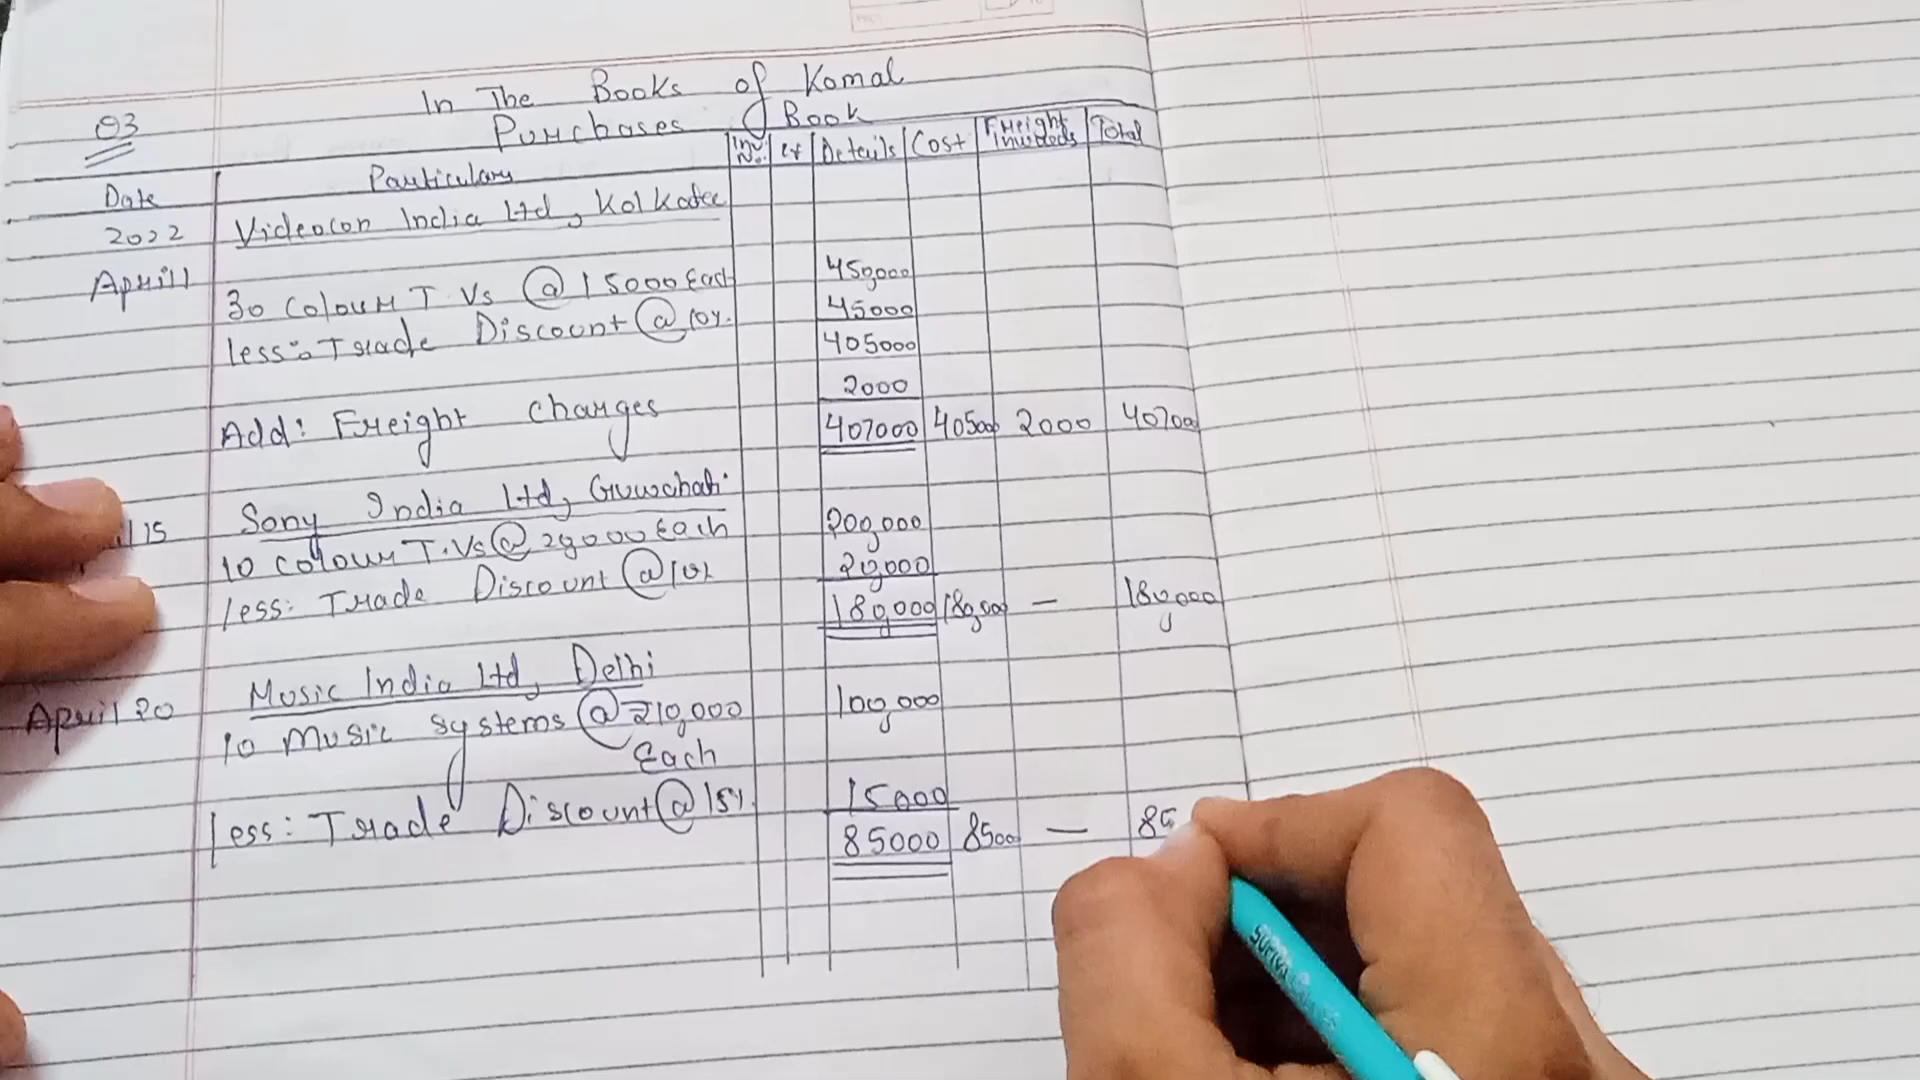 In The Books of Komal
Q3
Purchases Book
Date Particulars Inv No. Lf Details Cost Freight Inwards Total
2022 Videocon India Ltd, Kolkata
April 1
30 Colour T.Vs @ 15000 Each 450,000
less: Trade Discount @ 10% 45000
405000
2000
Add: Freight Charges 407000 405000 2000 407000
15 Sony India Ltd, Guwahati
10 Colour T.Vs @ 20000 Each 200,000
less: Trade Discount @ 10% 20,000
180,000 180,000 — 180,000
April 20 Music India Ltd, Delhi
10 Music Systems @ ₹10,000 100,000
Each
less: Trade Discount @ 15% 15000
85000 85000 — 85